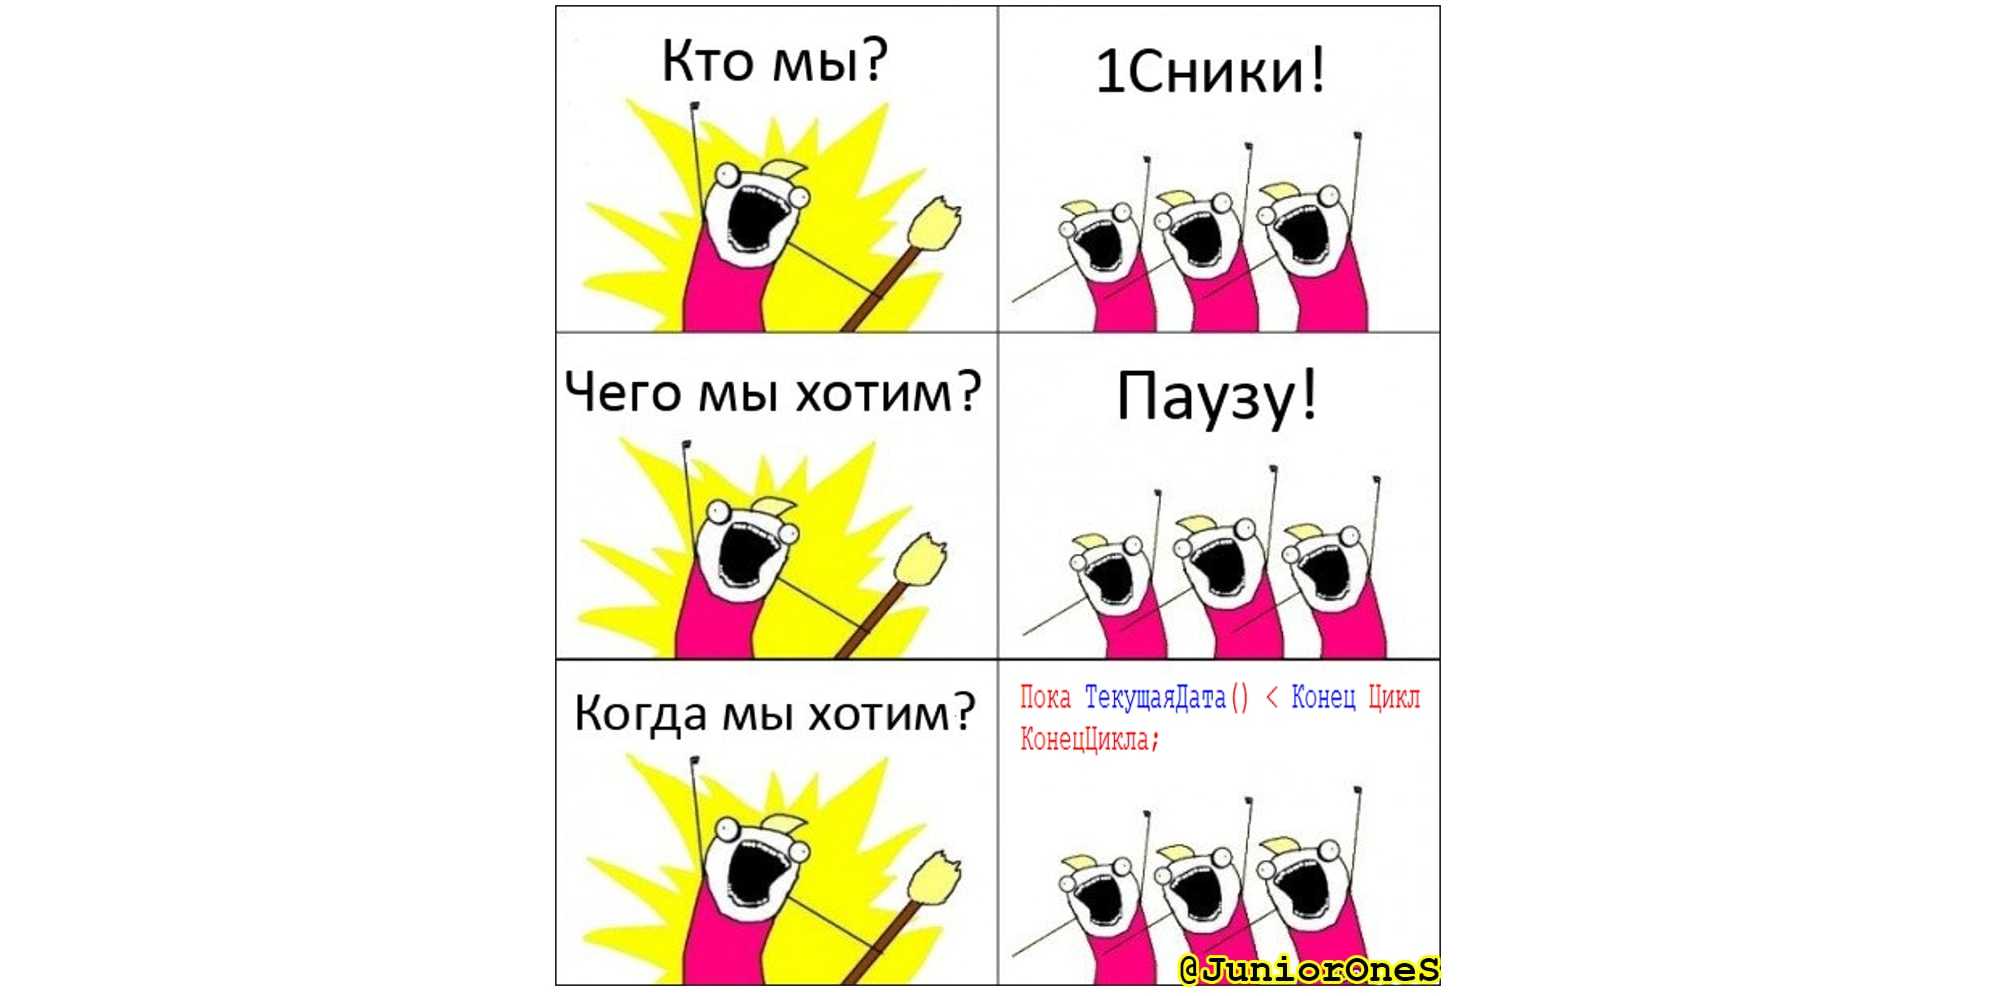 Кто мы?
1Сники!
Чего мы хотим?
Паузу!
Когда мы хотим?
Пока ТекущаяДата() < Конец Цикл
КонецЦикла;
@JuniorOneS